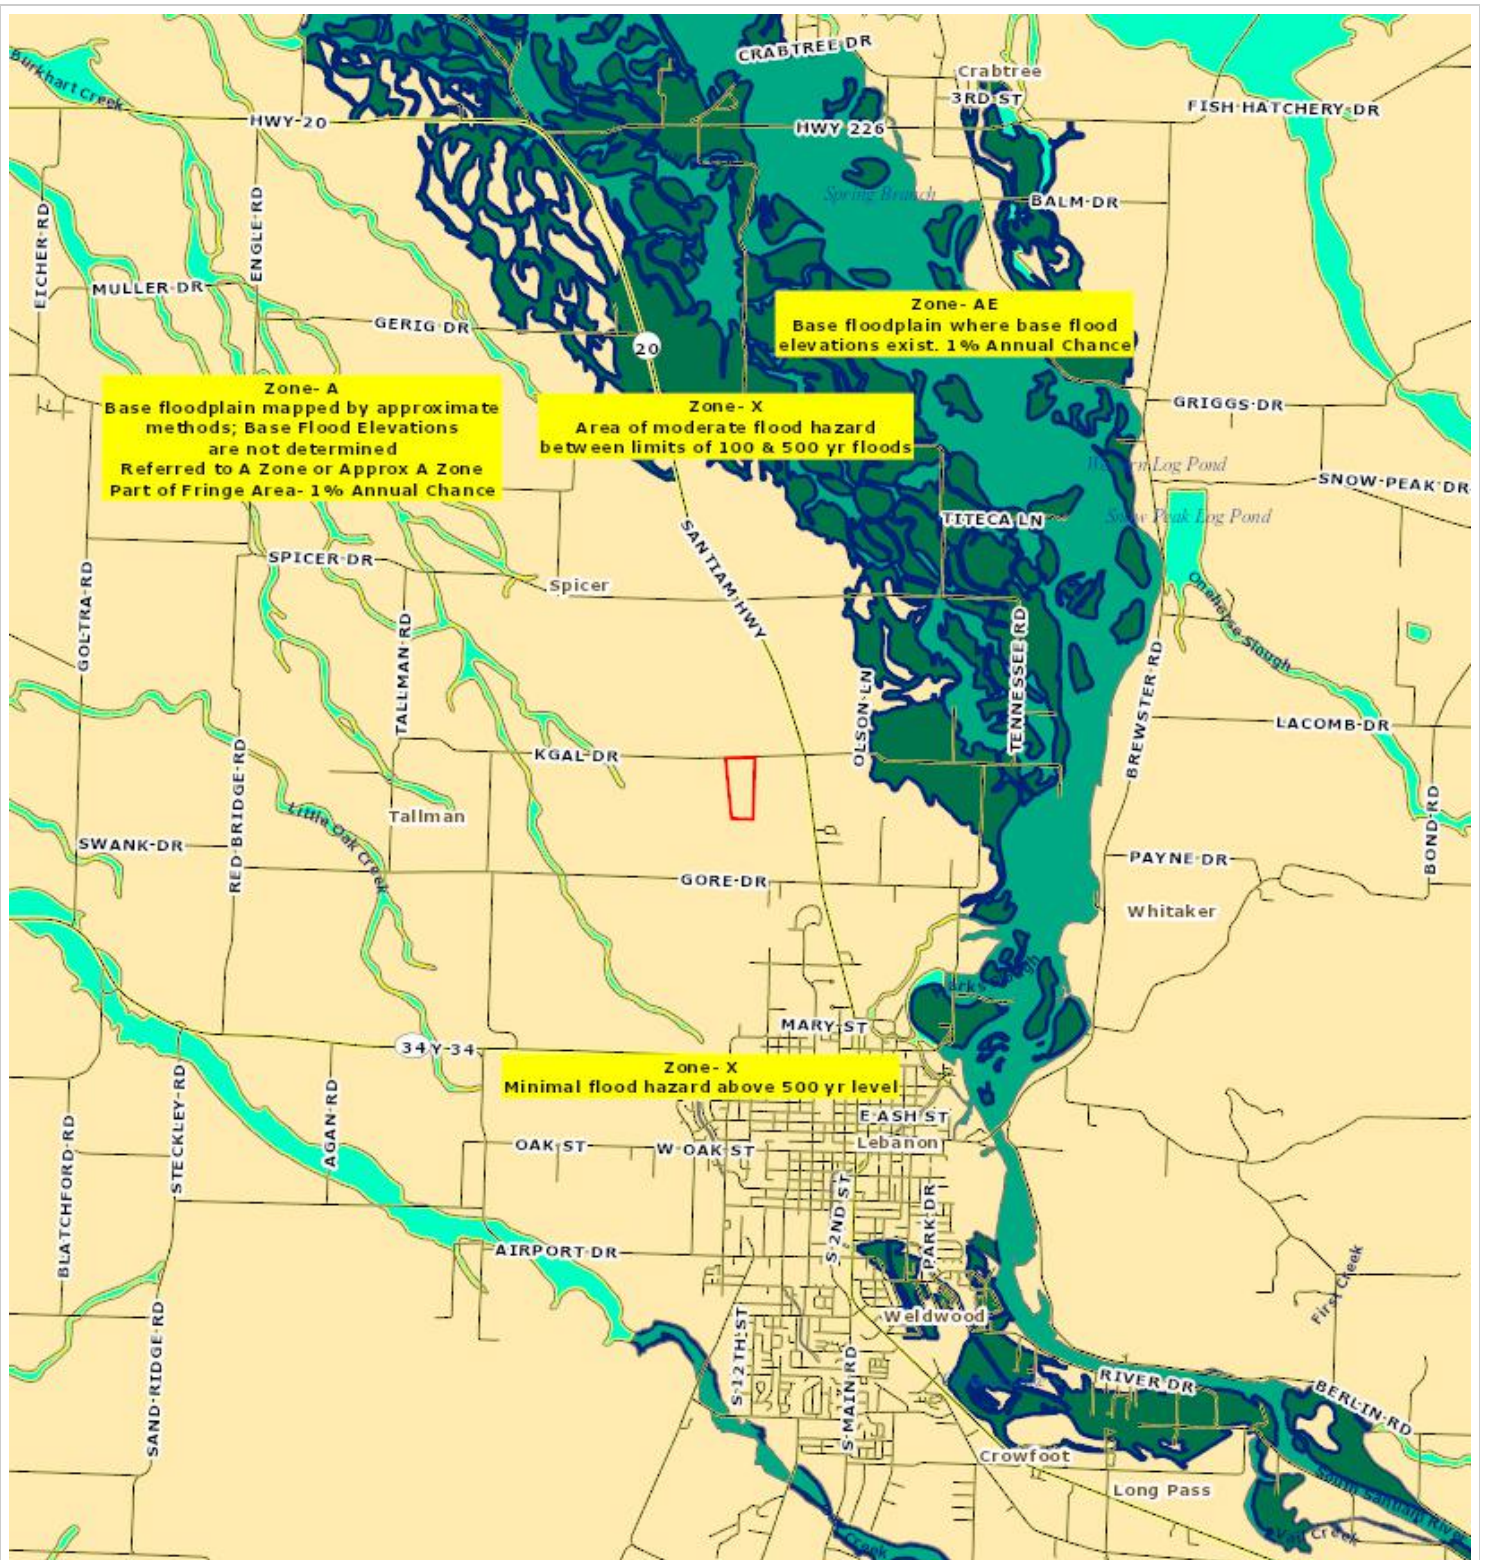 CRABTREE DR
Burkhart Creek
Crabtree
3RD ST
HWY 20
HWY 226
FISH HATCHERY DR
Spring Branch
BALM DR
EICHER RD
ENGLE RD
MULLER DR
GERIG DR
20
Zone- AE
Base floodplain where base flood
elevations exist. 1% Annual Chance
Zone- A
Base floodplain mapped by approximate
methods; Base Flood Elevations
are not determined
Referred to A Zone or Approx A Zone
Part of Fringe Area- 1% Annual Chance
Zone- X
Area of moderate flood hazard
between limits of 100 & 500 yr floods
GRIGGS DR
Log Pond
SNOW PEAK DR
TITECA LN
Snow Peak Log Pond
SANTIAM HWY
SPICER DR
Spicer
Onehorse Slough
GOLTRA RD
TALLMAN RD
TENNESSEE RD
OLSON LN
BREWSTER RD
LACOMB DR
KGAL DR
RED BRIDGE RD
Little Oak Creek
Tallman
BOND RD
SWANK DR
PAYNE DR
GORE DR
Whitaker
arks Slough
MARY ST
34
Y-34
Zone- X
Minimal flood hazard above 500 yr level
E ASH ST
Lebanon
OAK ST
W OAK ST
BLATCHFORD RD
STECKLEY RD
AGAN RD
S 2ND ST
PARK DR
AIRPORT DR
First Creek
Weldwood
SAND RIDGE RD
S 12TH ST
S MAIN RD
RIVER DR
BERLIN RD
Crowfoot
Long Pass
South Santiam River
Vail Creek
Creek